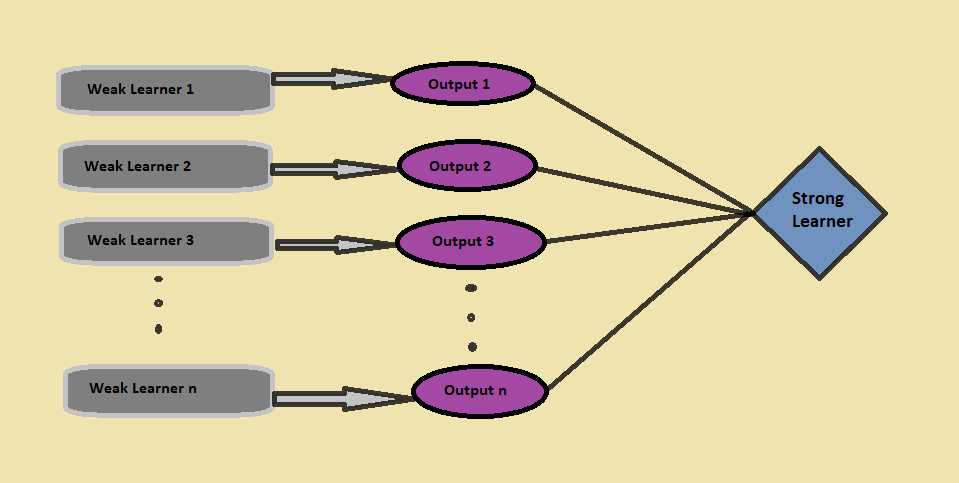 Weak Learner 1
Output 1
Weak Learner 2
Output 2
Weak Learner 3
Output 3
Weak Learner n
Output n
Strong
Learner